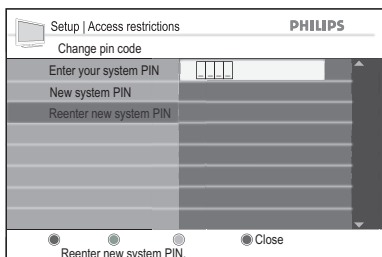 Setup | Access restrictions PHILIPS
Change pin code
Enter your system PIN _ _ _ _
New system PIN
Reenter new system PIN
Close
Reenter new system PIN.